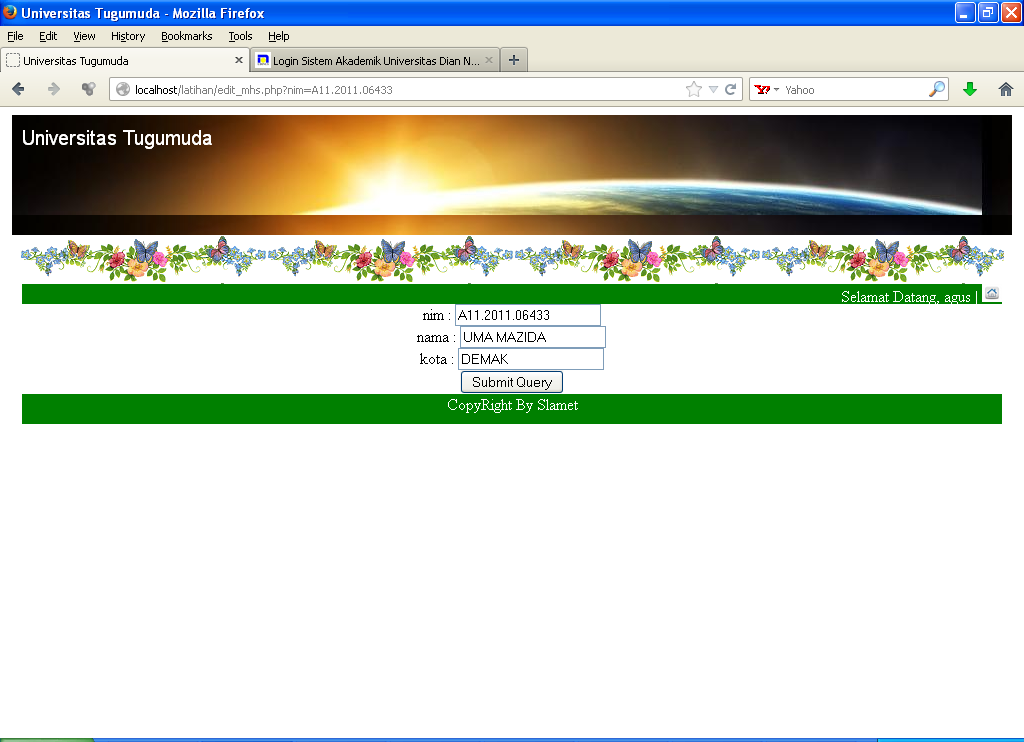 Universitas Tugumuda - Mozilla Firefox
File Edit View History Bookmarks Tools Help
Universitas Tugumuda Login Sistem Akademik Universitas Dian N...
localhost/latihan/edit_mhs.php?nim=A11.2011.06433 Yahoo
Universitas Tugumuda
Selamat Datang, agus |
nim : A11.2011.06433
nama : UMA MAZIDA
kota : DEMAK
Submit Query
CopyRight By Slamet